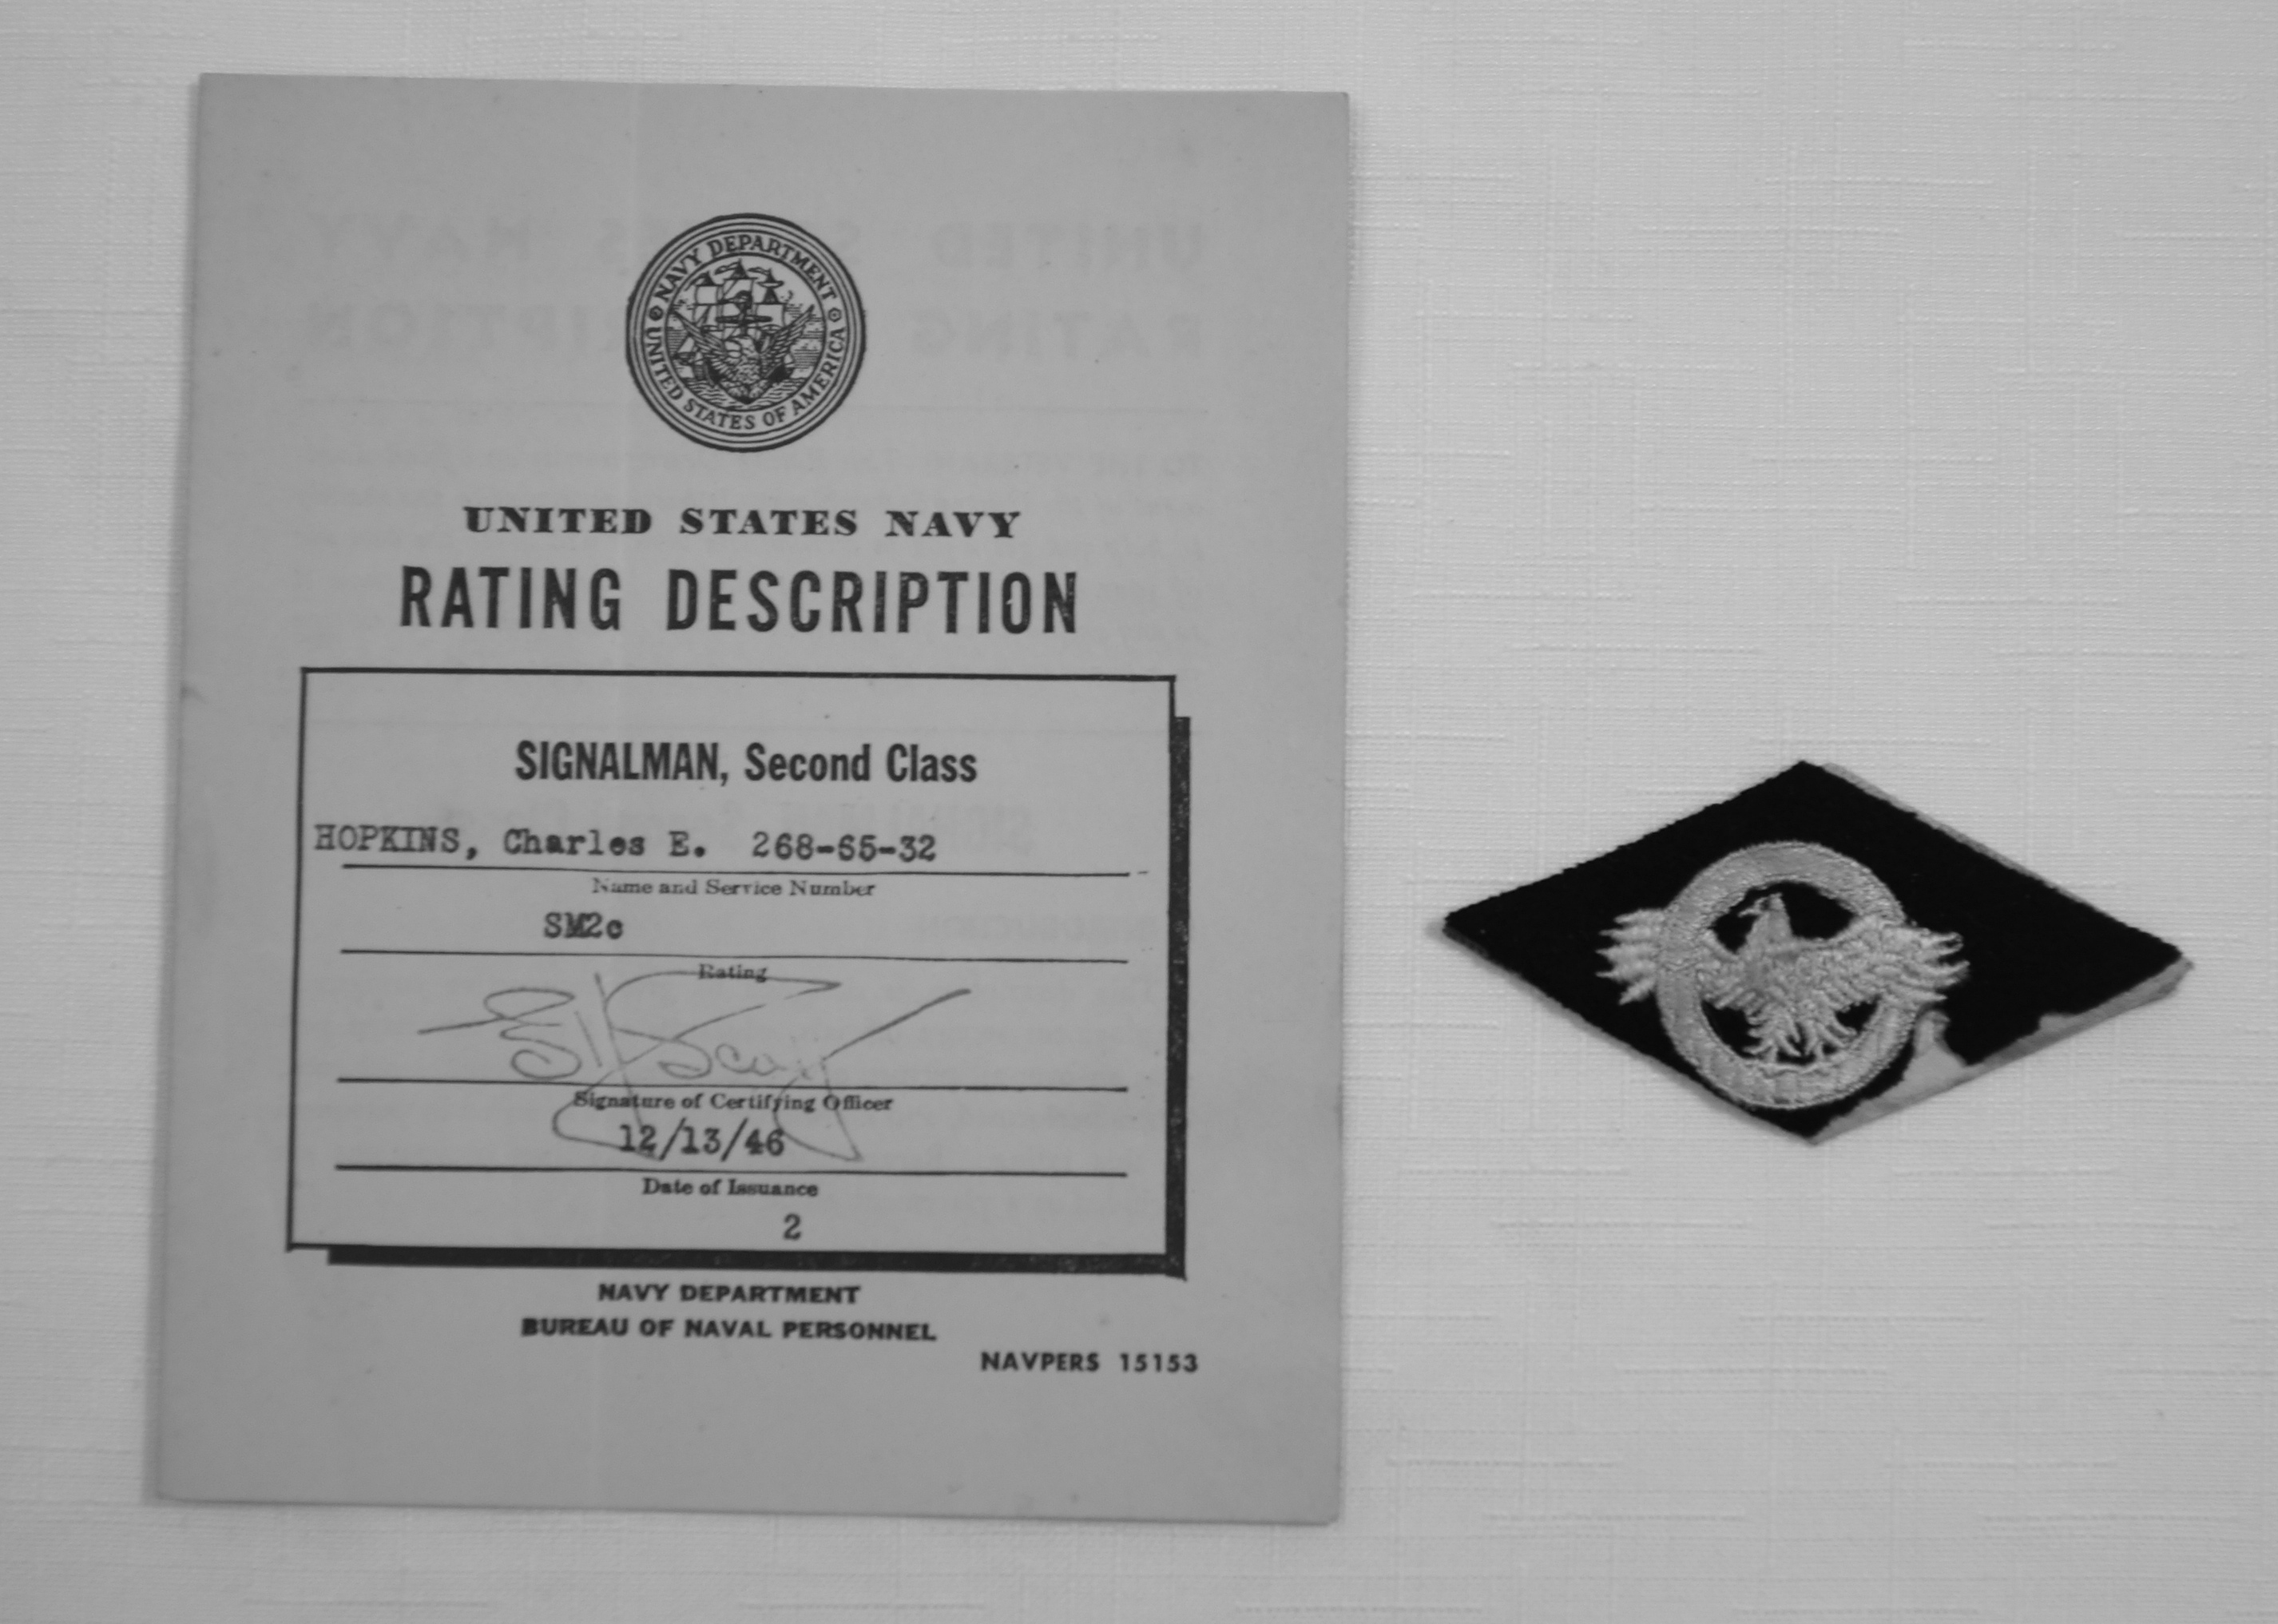 NAVY DEPARTMENT
UNITED STATES OF AMERICA
UNITED STATES NAVY
RATING DESCRIPTION
SIGNALMAN, Second Class
HOPKINS, Charles E. 268-65-32
Name and Service Number
SM2c
Rating
Signature of Certifying Officer
12/13/46
Date of Issuance
2
NAVY DEPARTMENT
BUREAU OF NAVAL PERSONNEL
NAVPERS 15153